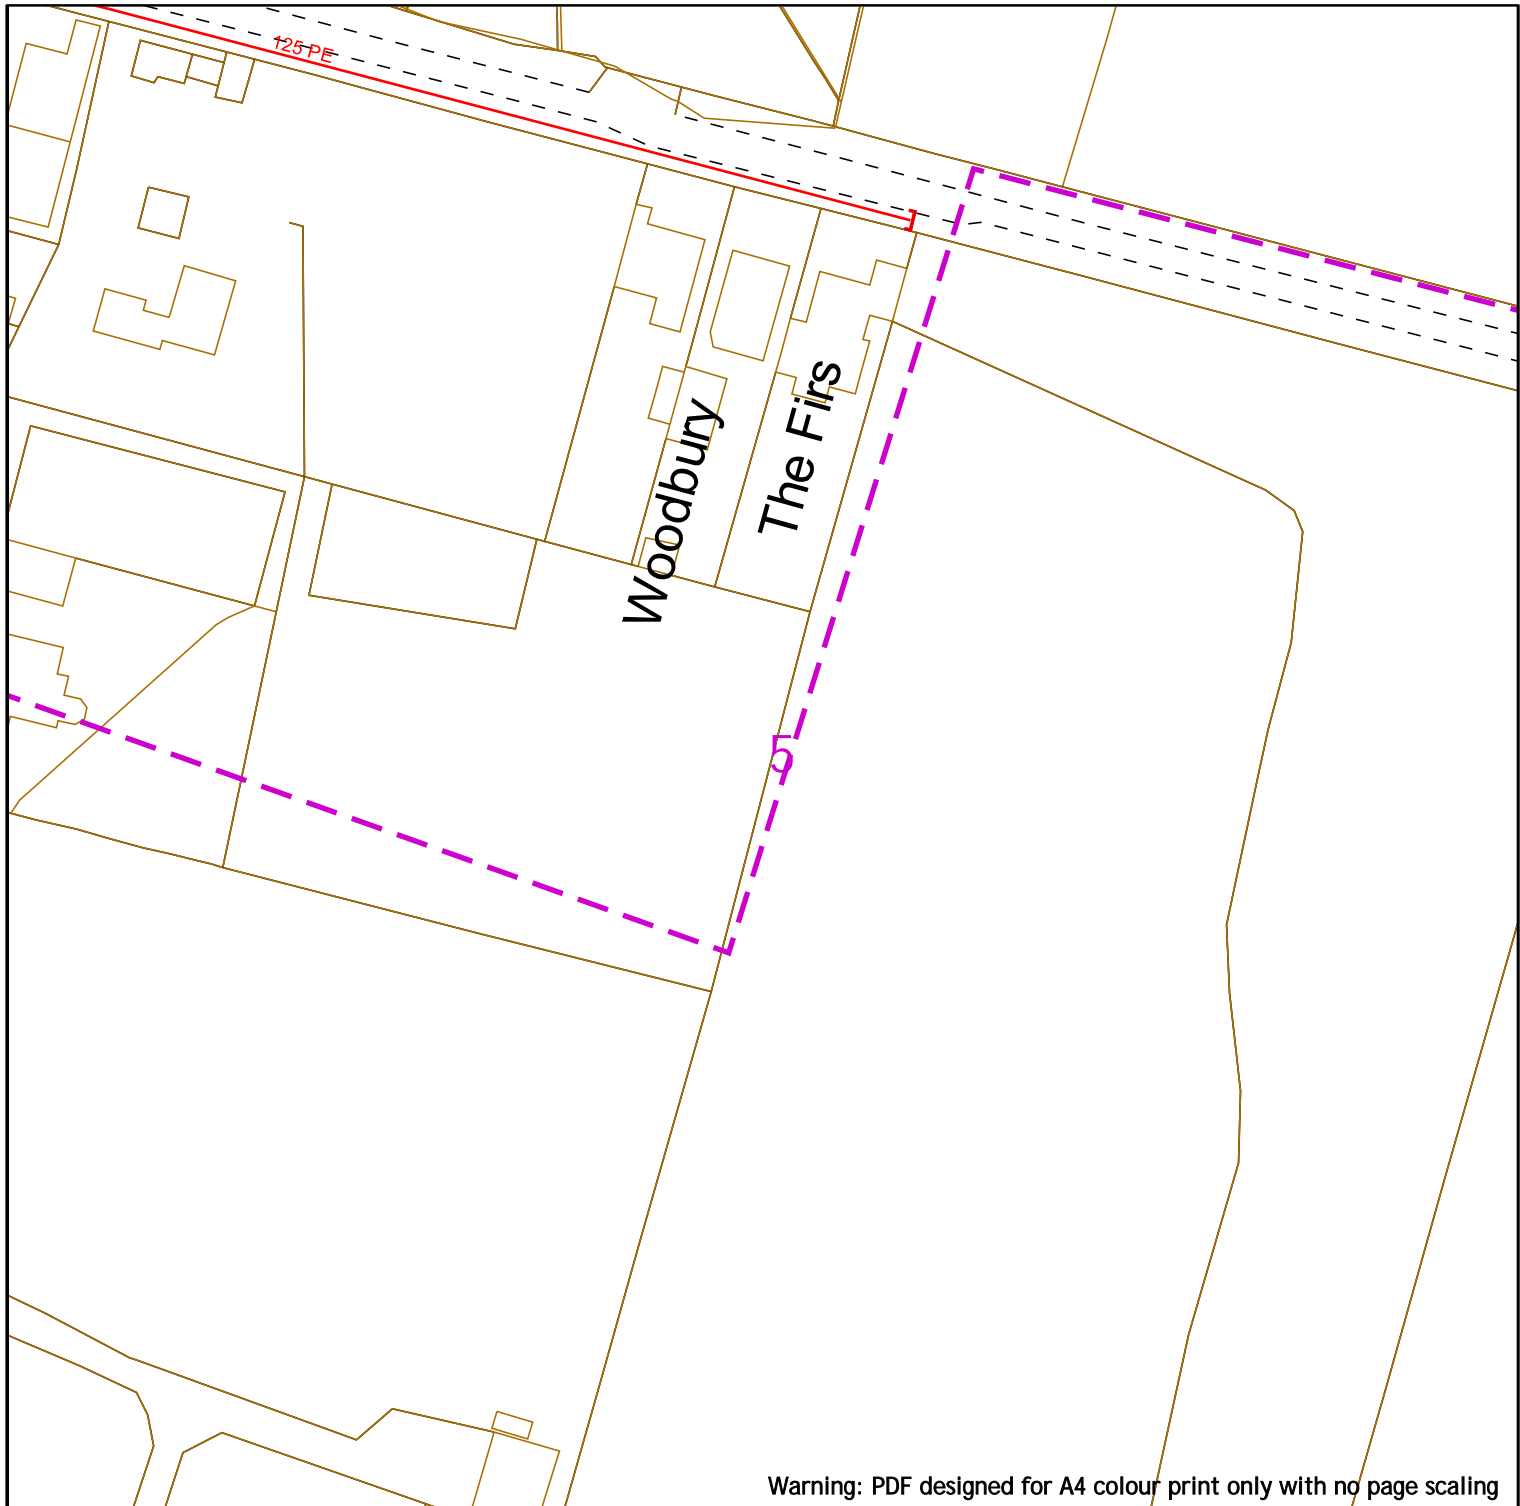 125 PE
Woodbury
The Firs
5
Warning: PDF designed for A4 colour print only with no page scaling